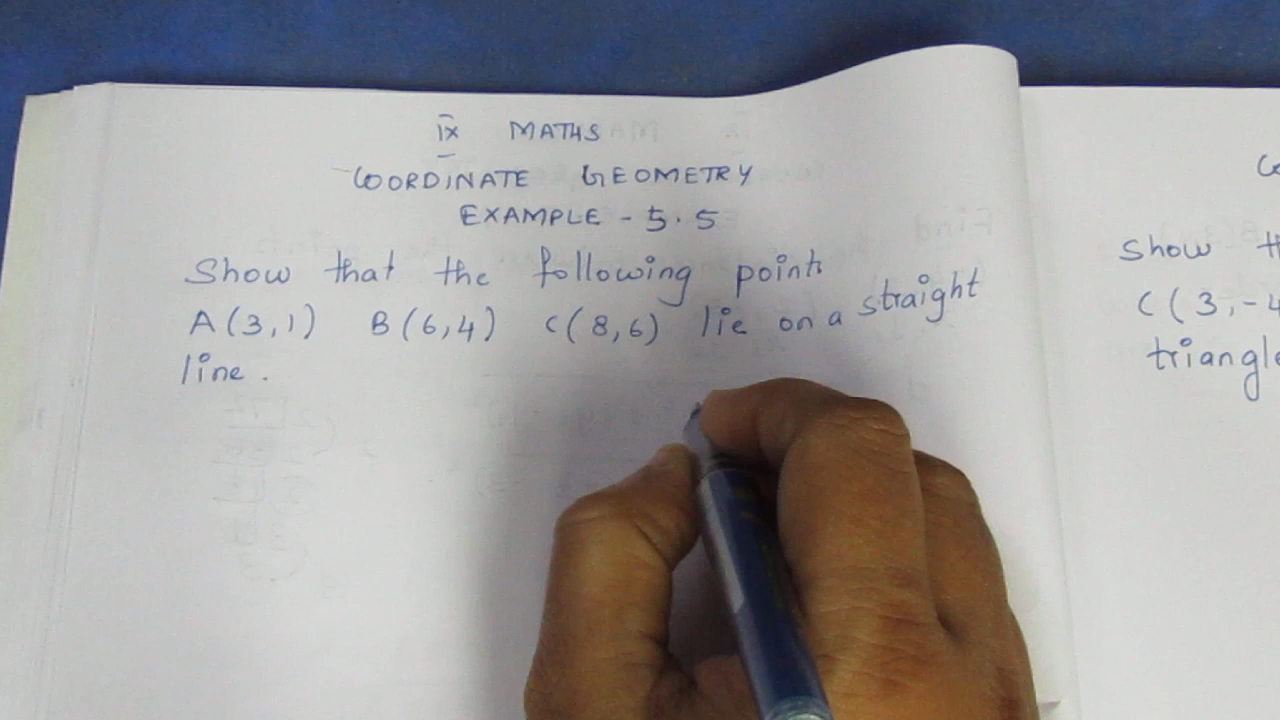 IX MATHS
COORDINATE GEOMETRY
EXAMPLE - 5.5
Show that the following points
A(3,1) B(6,4) C(8,6) lie on a straight
line.
Show
C(3,-4
triangle